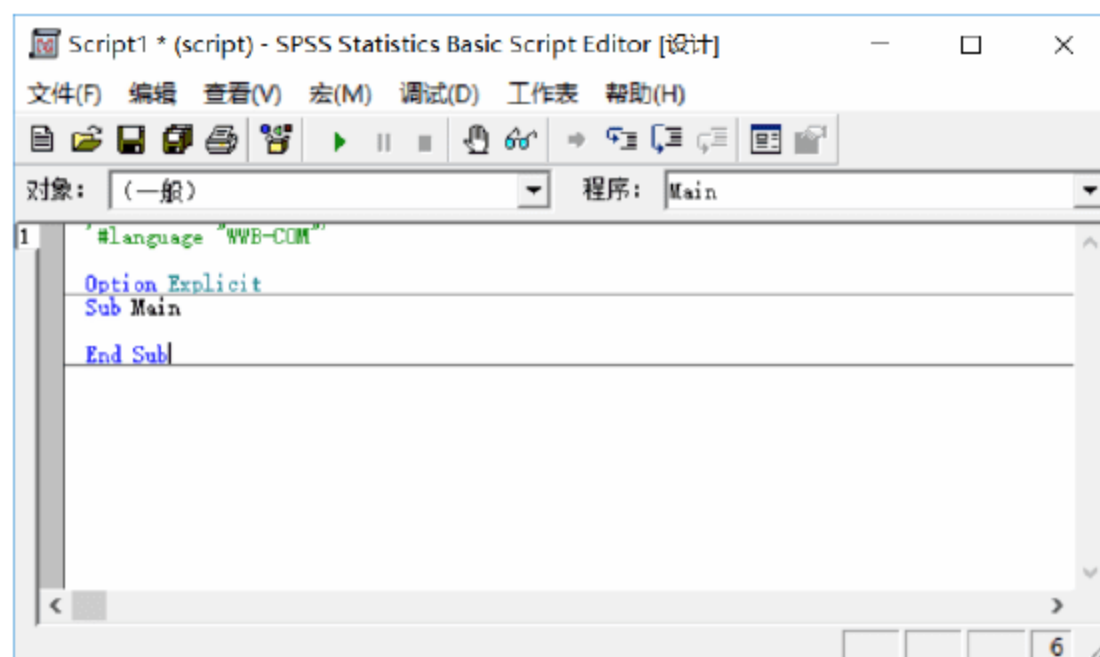 Script1 * (script) - SPSS Statistics Basic Script Editor [设计]
文件(F) 编辑 查看(V) 宏(M) 调试(D) 工作表 帮助(H)
对象： (一般) 程序： Main
1
'#language "WWB-COM"
Option Explicit
Sub Main
End Sub
6